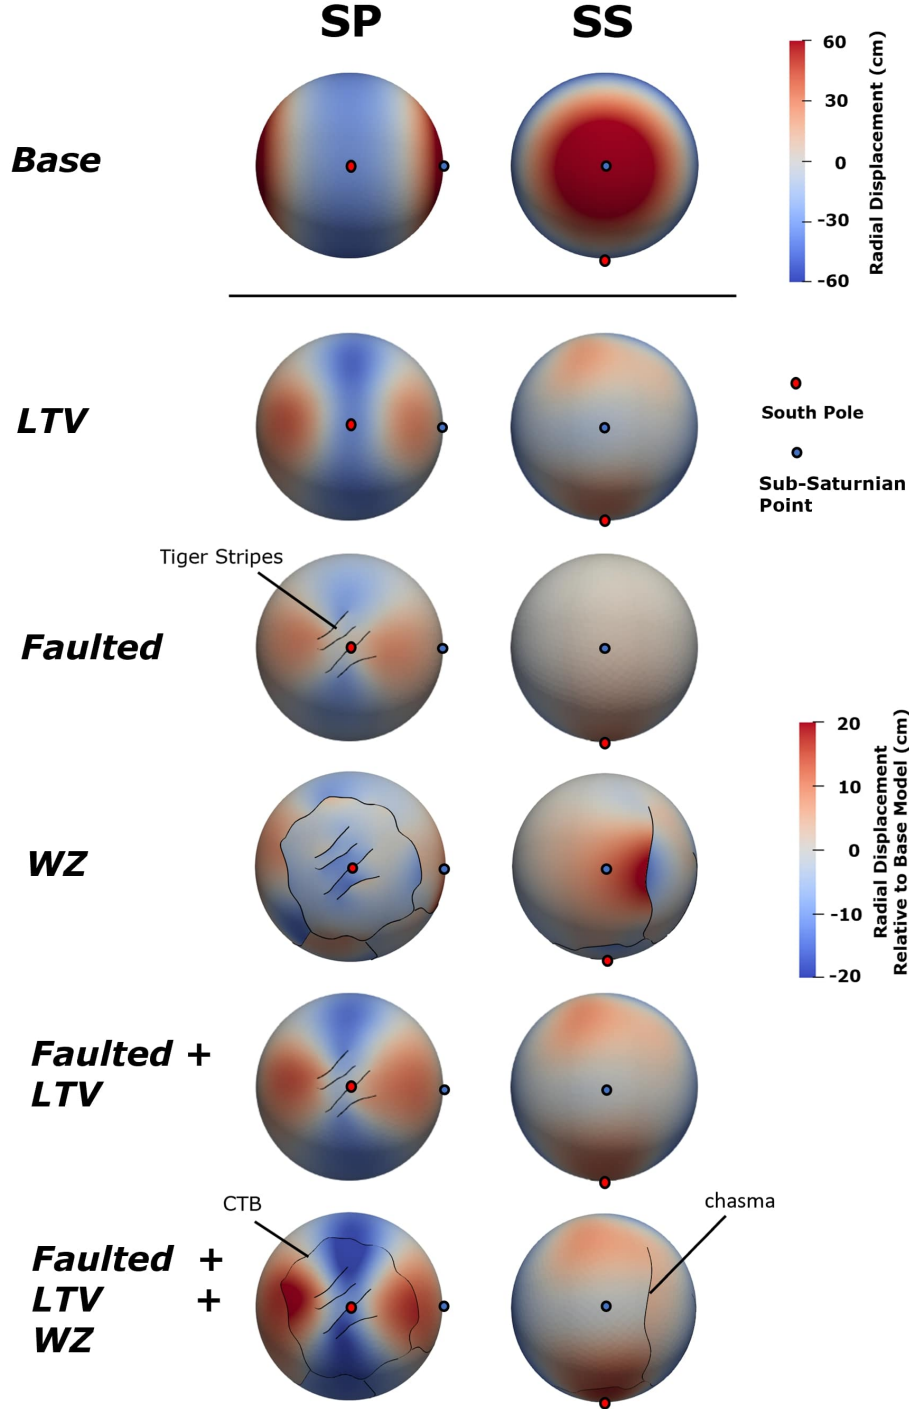 SP
SS
Base
60
30
0
-30
-60
Radial Displacement (cm)
LTV
South Pole
Sub-Saturnian
Point
Tiger Stripes
Faulted
20
10
0
-10
-20
Radial Displacement
Relative to Base Model (cm)
WZ
Faulted +
LTV
CTB
chasma
Faulted +
LTV +
WZ